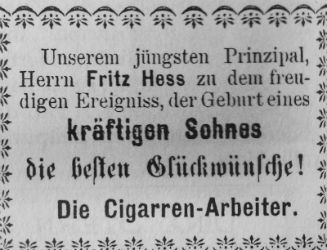 Unserem jüngsten Prinzipal,
Herrn Fritz Hess zu dem freu-
digen Ereigniss, der Geburt eines
kräftigen Sohnes
die beſten Glückwünſche!
Die Cigarren-Arbeiter.